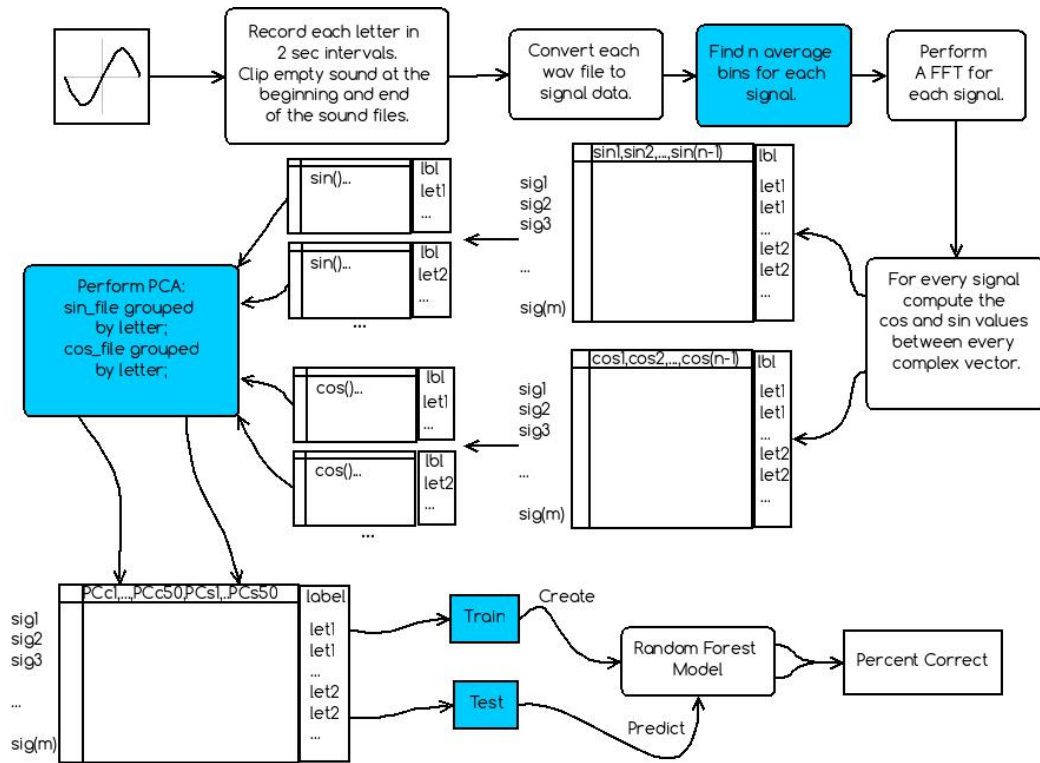 Record each letter in
2 sec intervals.
Clip empty sound at the
beginning and end
of the sound files.
Convert each
wav file to
signal data.
Find n average
bins for each
signal.
Perform
A FFT for
each signal.
For every signal
compute the
cos and sin values
between every
complex vector.
sin1,sin2,...,sin(n-1)
lbl
sig1
sig2
sig3
...
sig(m)
let1
let1
...
let2
let2
...
cos1,cos2,...,cos(n-1)
lbl
sig1
sig2
sig3
...
sig(m)
let1
let1
...
let2
let2
...
sin()...
lbl
let1
...
sin()...
lbl
let2
...
...
cos()...
lbl
let1
...
cos()...
lbl
let2
...
...
Perform PCA:
sin_file grouped
by letter;
cos_file grouped
by letter;
PCc1,...,PCc50,PCs1,..PCs50
label
sig1
sig2
sig3
...
sig(m)
let1
let1
...
let2
let2
...
Train
Create
Test
Predict
Random Forest
Model
Percent Correct